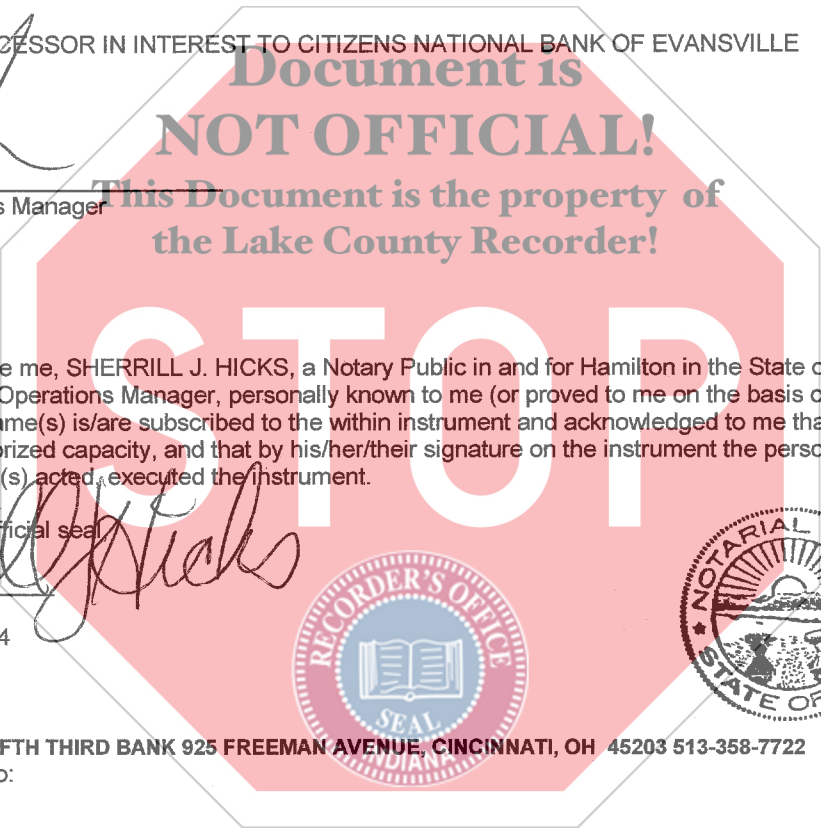 CESSOR IN INTEREST TO CITIZENS NATIONAL BANK OF EVANSVILLE
Document is
NOT OFFICIAL!
This Document is the property of
the Lake County Recorder!
s Manager
STOP
e me, SHERRILL J. HICKS, a Notary Public in and for Hamilton in the State o
Operations Manager, personally known to me (or proved to me on the basis o
ame(s) is/are subscribed to the within instrument and acknowledged to me tha
orized capacity, and that by his/her/their signature on the instrument the perso
(s) acted, executed the instrument.
ficial seal
J Hicks
NOTARIAL
STATE OF
RECORDER'S OFFICE
SEAL
INDIANA
4
FTH THIRD BANK 925 FREEMAN AVENUE, CINCINNATI, OH 45203 513-358-7722
o: